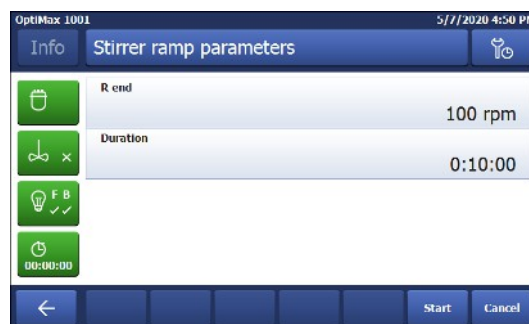 OptiMax 1001
5/7/2020 4:50 PM
Info
Stirrer ramp parameters
R end
100 rpm
Duration
0:10:00
F B
00:00:00
Start
Cancel